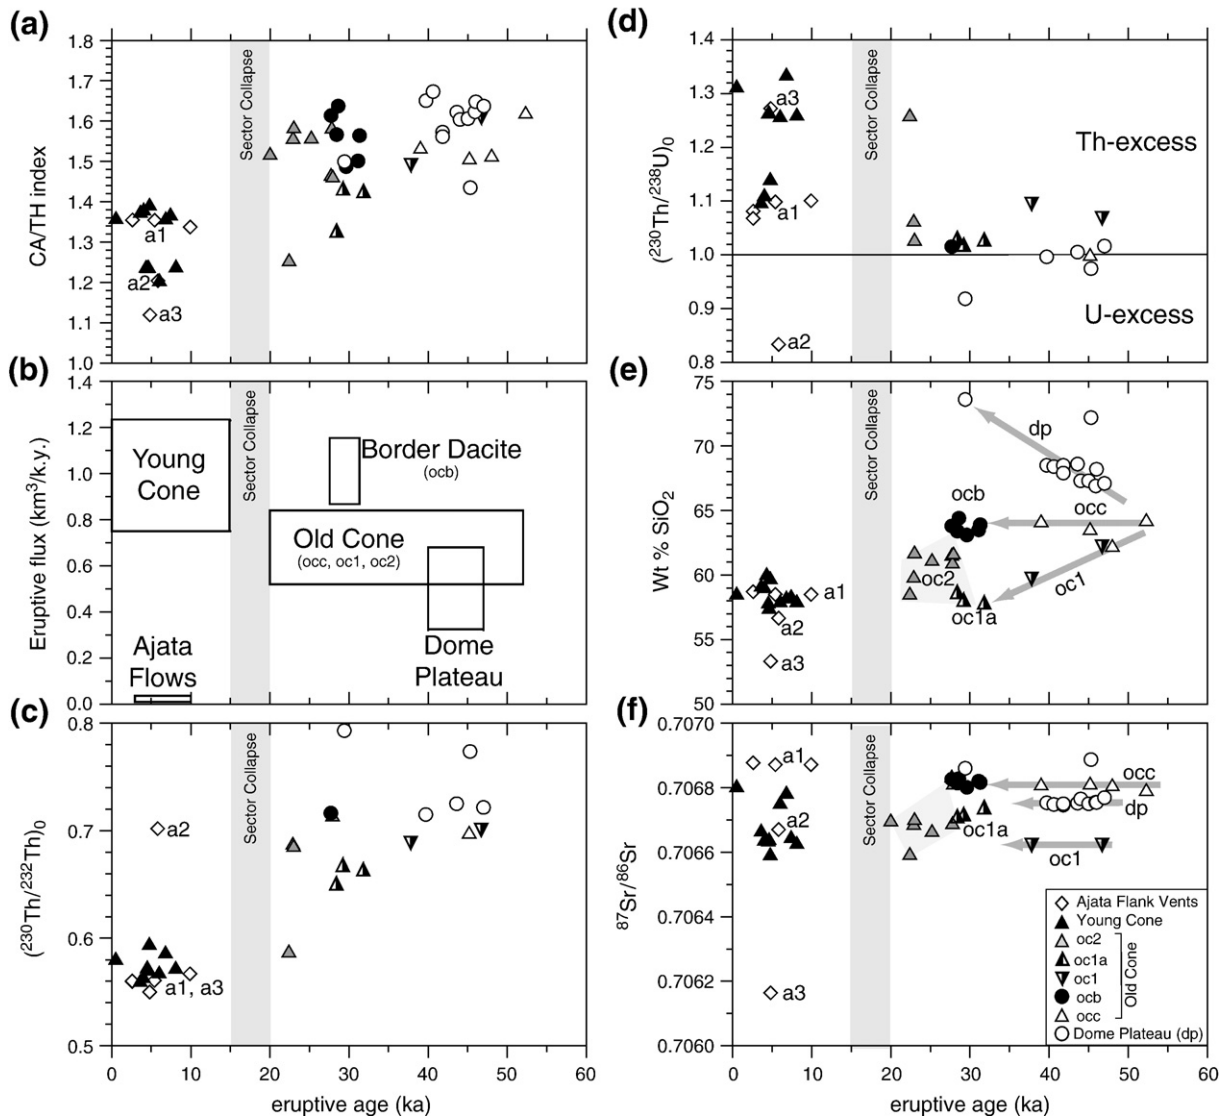 (a)
1.8
1.7
1.6
1.5
1.4
1.3
1.2
1.1
1.0
CA/TH index
Sector Collapse
a1
a2
a3
(b)
1.4
1.2
1.0
0.8
0.6
0.4
0.2
0.0
Eruptive flux (km³/k.y.)
Sector Collapse
Young
Cone
Border Dacite
(ocb)
Old Cone
(occ, oc1, oc2)
Ajata
Flows
Dome
Plateau
(c)
0.8
0.7
0.6
0.5
(²³⁰Th/²³²Th)₀
Sector Collapse
a2
a1, a3
0 10 20 30 40 50 60
eruptive age (ka)
(d)
1.4
1.3
1.2
1.1
1.0
0.9
0.8
(²³⁰Th/²³⁸U)₀
Sector Collapse
a3
a1
a2
Th-excess
U-excess
(e)
75
70
65
60
55
50
Wt % SiO₂
Sector Collapse
dp
ocb
occ
oc2
oc1
oc1a
a1
a2
a3
(f)
0.7070
0.7068
0.7066
0.7064
0.7062
0.7060
⁸⁷Sr/⁸⁶Sr
Sector Collapse
a1
a2
a3
occ
dp
oc1a
oc1
Ajata Flank Vents
Young Cone
oc2
oc1a
oc1
ocb
occ
Old Cone
Dome Plateau (dp)
0 10 20 30 40 50 60
eruptive age (ka)